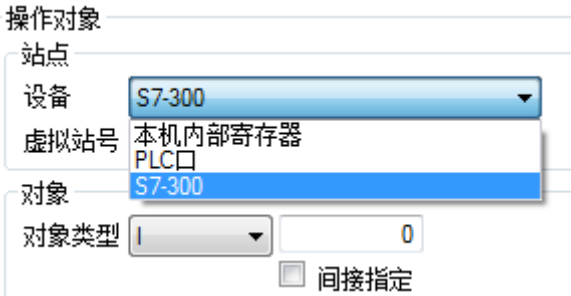 操作对象
站点
设备 S7-300
虚拟站号 本机内部寄存器
PLC口
S7-300
对象
对象类型 I 0
间接指定